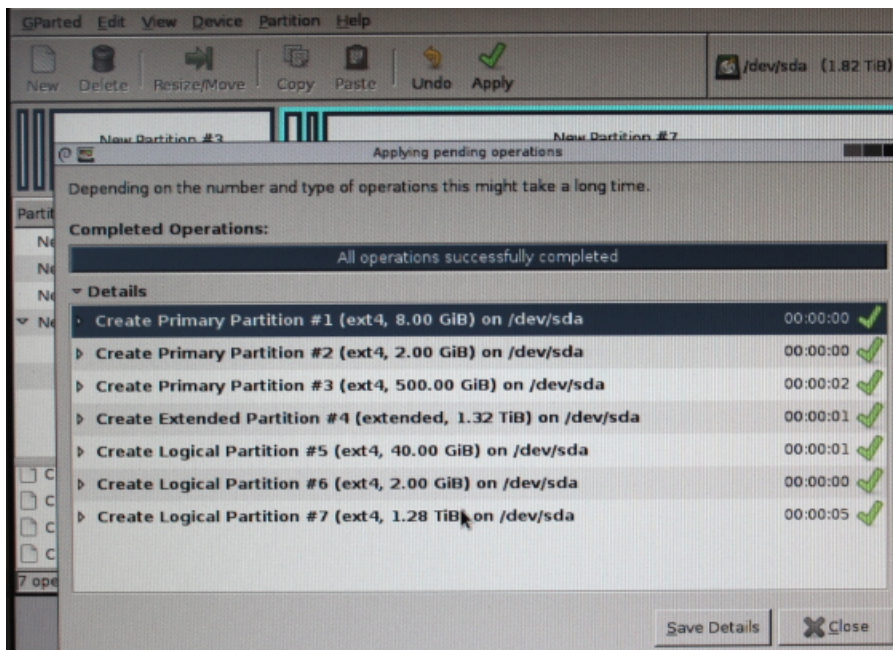 GParted Edit View Device Partition Help
New Delete Resize/Move Copy Paste Undo Apply /dev/sda (1.82 TiB)
New Partition #3 New Partition #7
Applying pending operations
Depending on the number and type of operations this might take a long time.
Partit
Completed Operations:
Ne
All operations successfully completed
Ne
Details
Ne
Ne
Create Primary Partition #1 (ext4, 8.00 GiB) on /dev/sda 00:00:00
Create Primary Partition #2 (ext4, 2.00 GiB) on /dev/sda 00:00:00
Create Primary Partition #3 (ext4, 500.00 GiB) on /dev/sda 00:00:02
Create Extended Partition #4 (extended, 1.32 TiB) on /dev/sda 00:00:01
Create Logical Partition #5 (ext4, 40.00 GiB) on /dev/sda 00:00:01
C
Create Logical Partition #6 (ext4, 2.00 GiB) on /dev/sda 00:00:00
C
Create Logical Partition #7 (ext4, 1.28 TiB) on /dev/sda 00:00:05
C
C
7 ope
Save Details Close